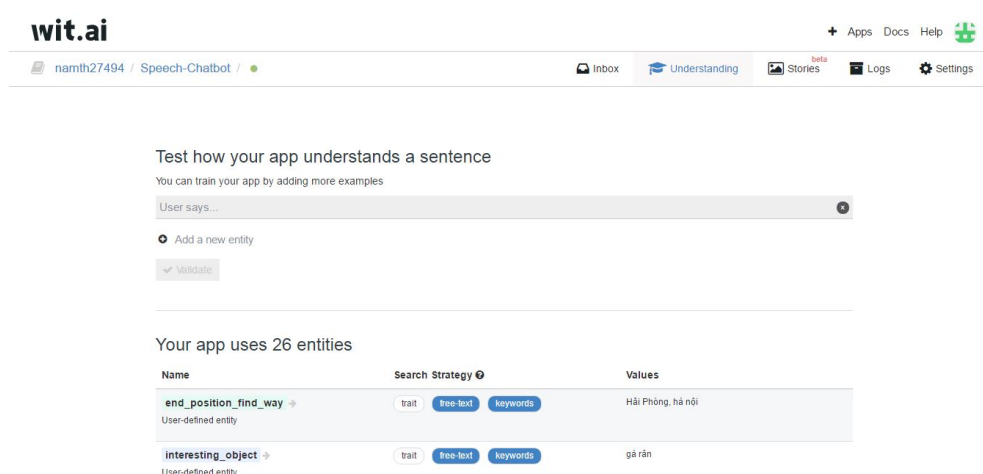 wit.ai
Apps Docs Help
namth27494 / Speech-Chatbot /
Inbox Understanding Stories beta Logs Settings
Test how your app understands a sentence
You can train your app by adding more examples
User says...
Add a new entity
Validate
Your app uses 26 entities
Name Search Strategy Values
end_position_find_way trait free-text keywords Hải Phòng, hà nội
User-defined entity
interesting_object trait free-text keywords gà rán
User-defined entity